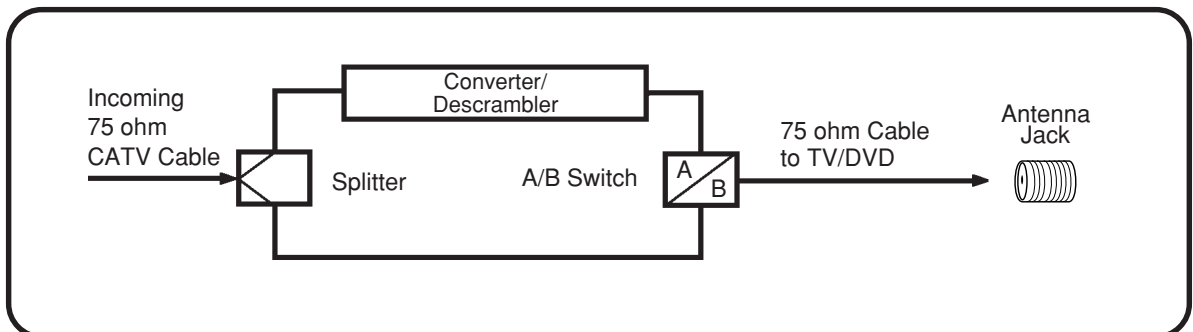 Incoming
75 ohm
CATV Cable
Converter/
Descrambler
Splitter
A/B Switch
A
B
75 ohm Cable
to TV/DVD
Antenna
Jack